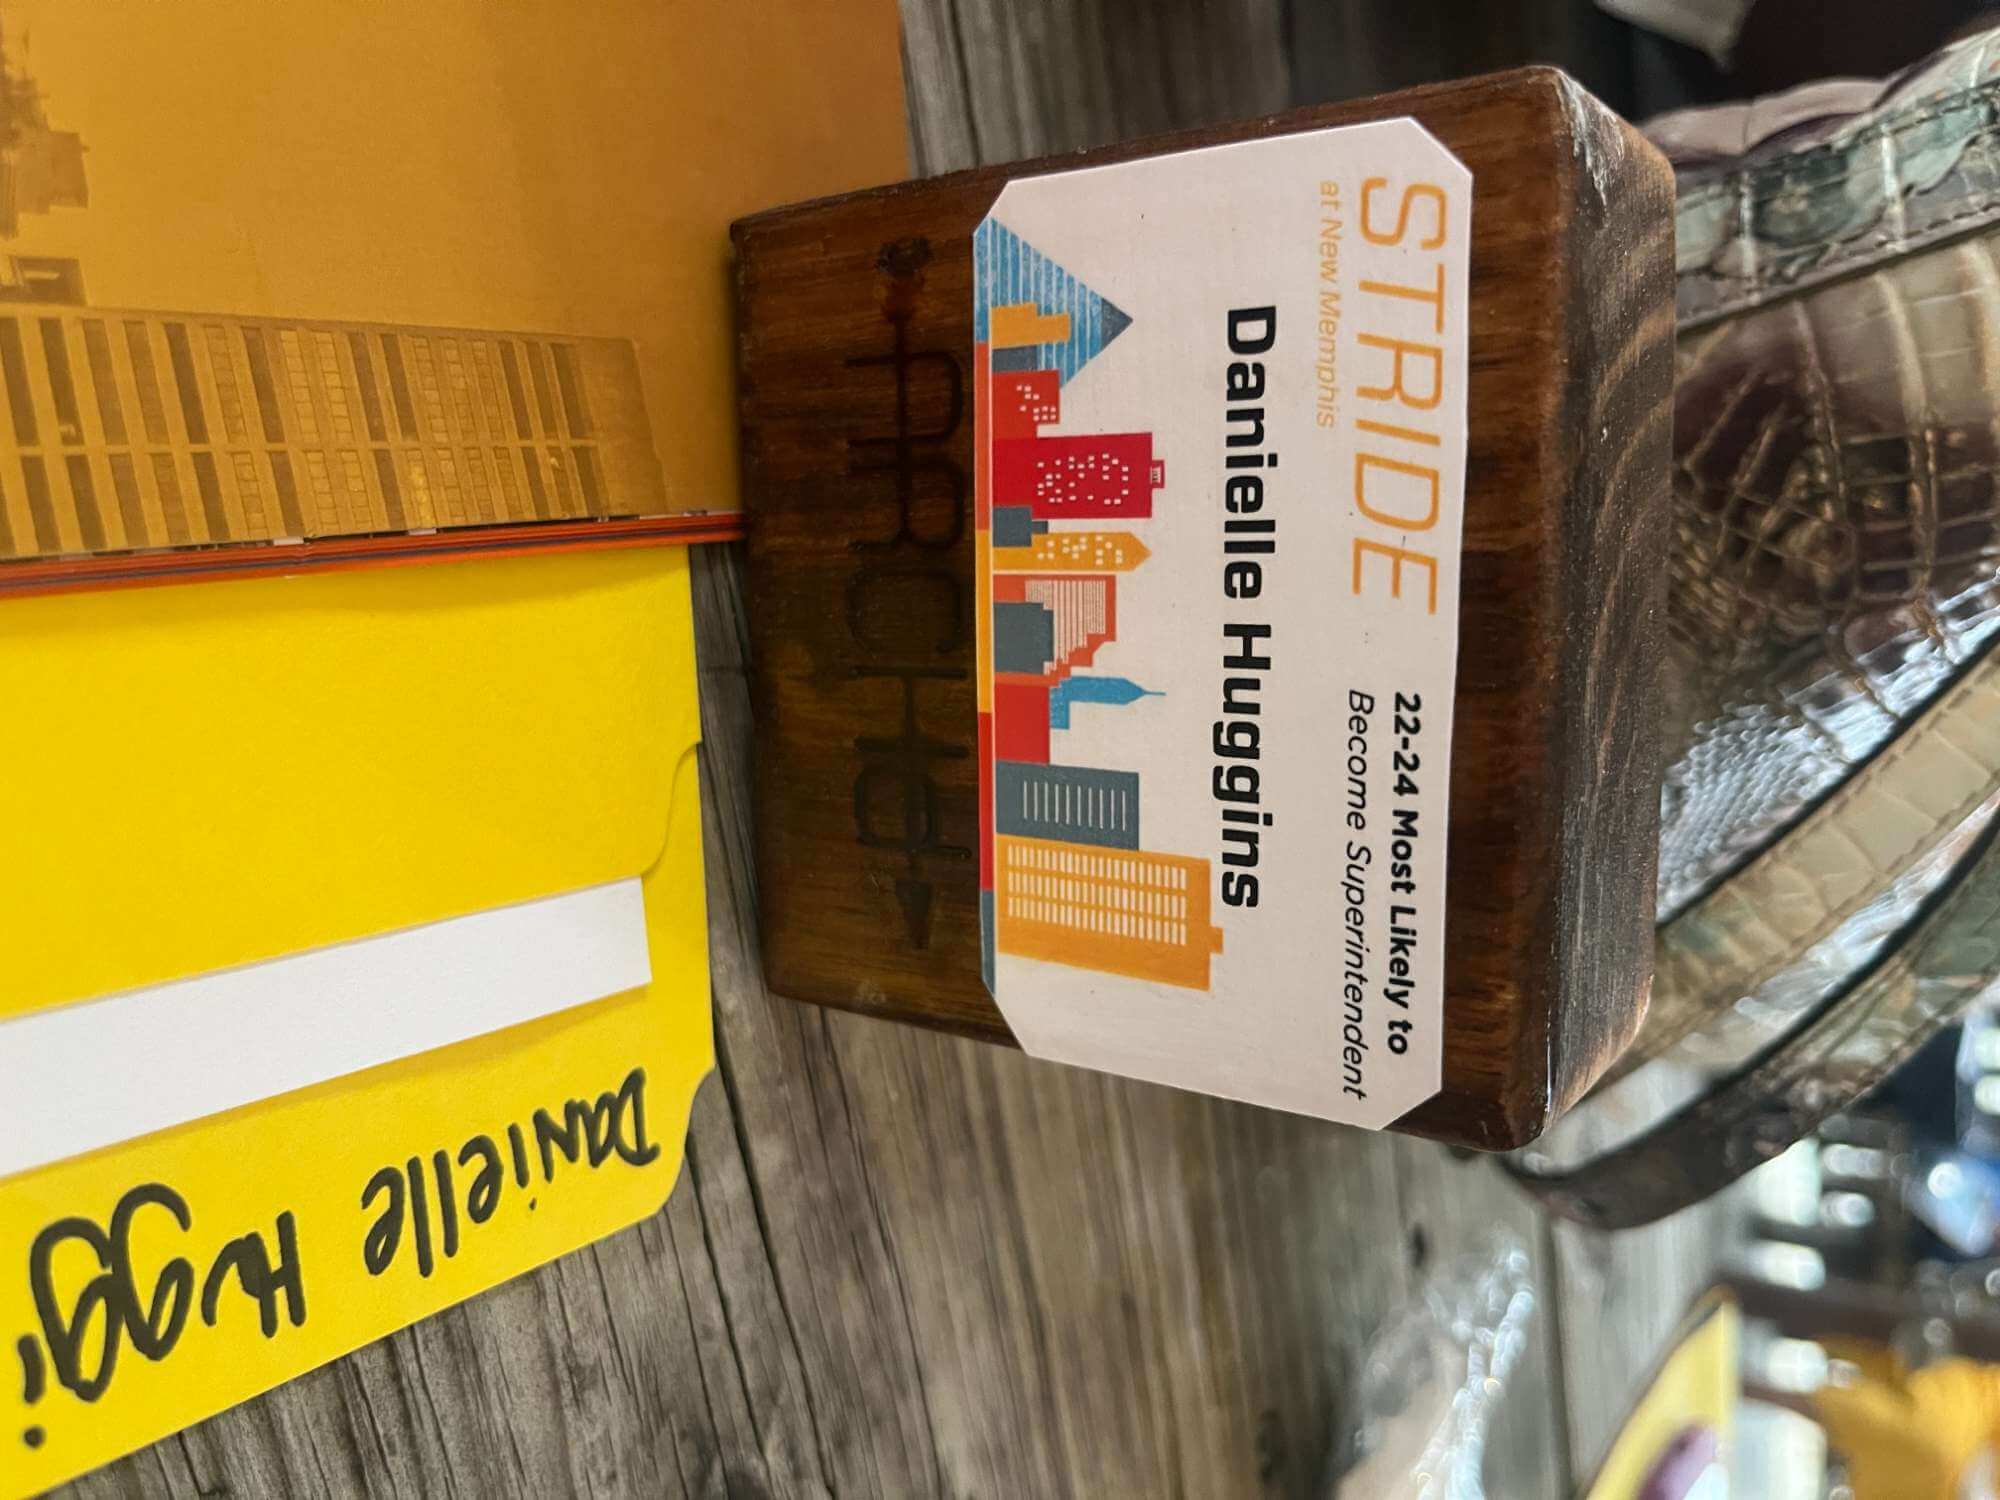 STRIDE
at New Memphis
22-24 Most Likely to
Become Superintendent
Danielle Huggins
Danielle Huggi